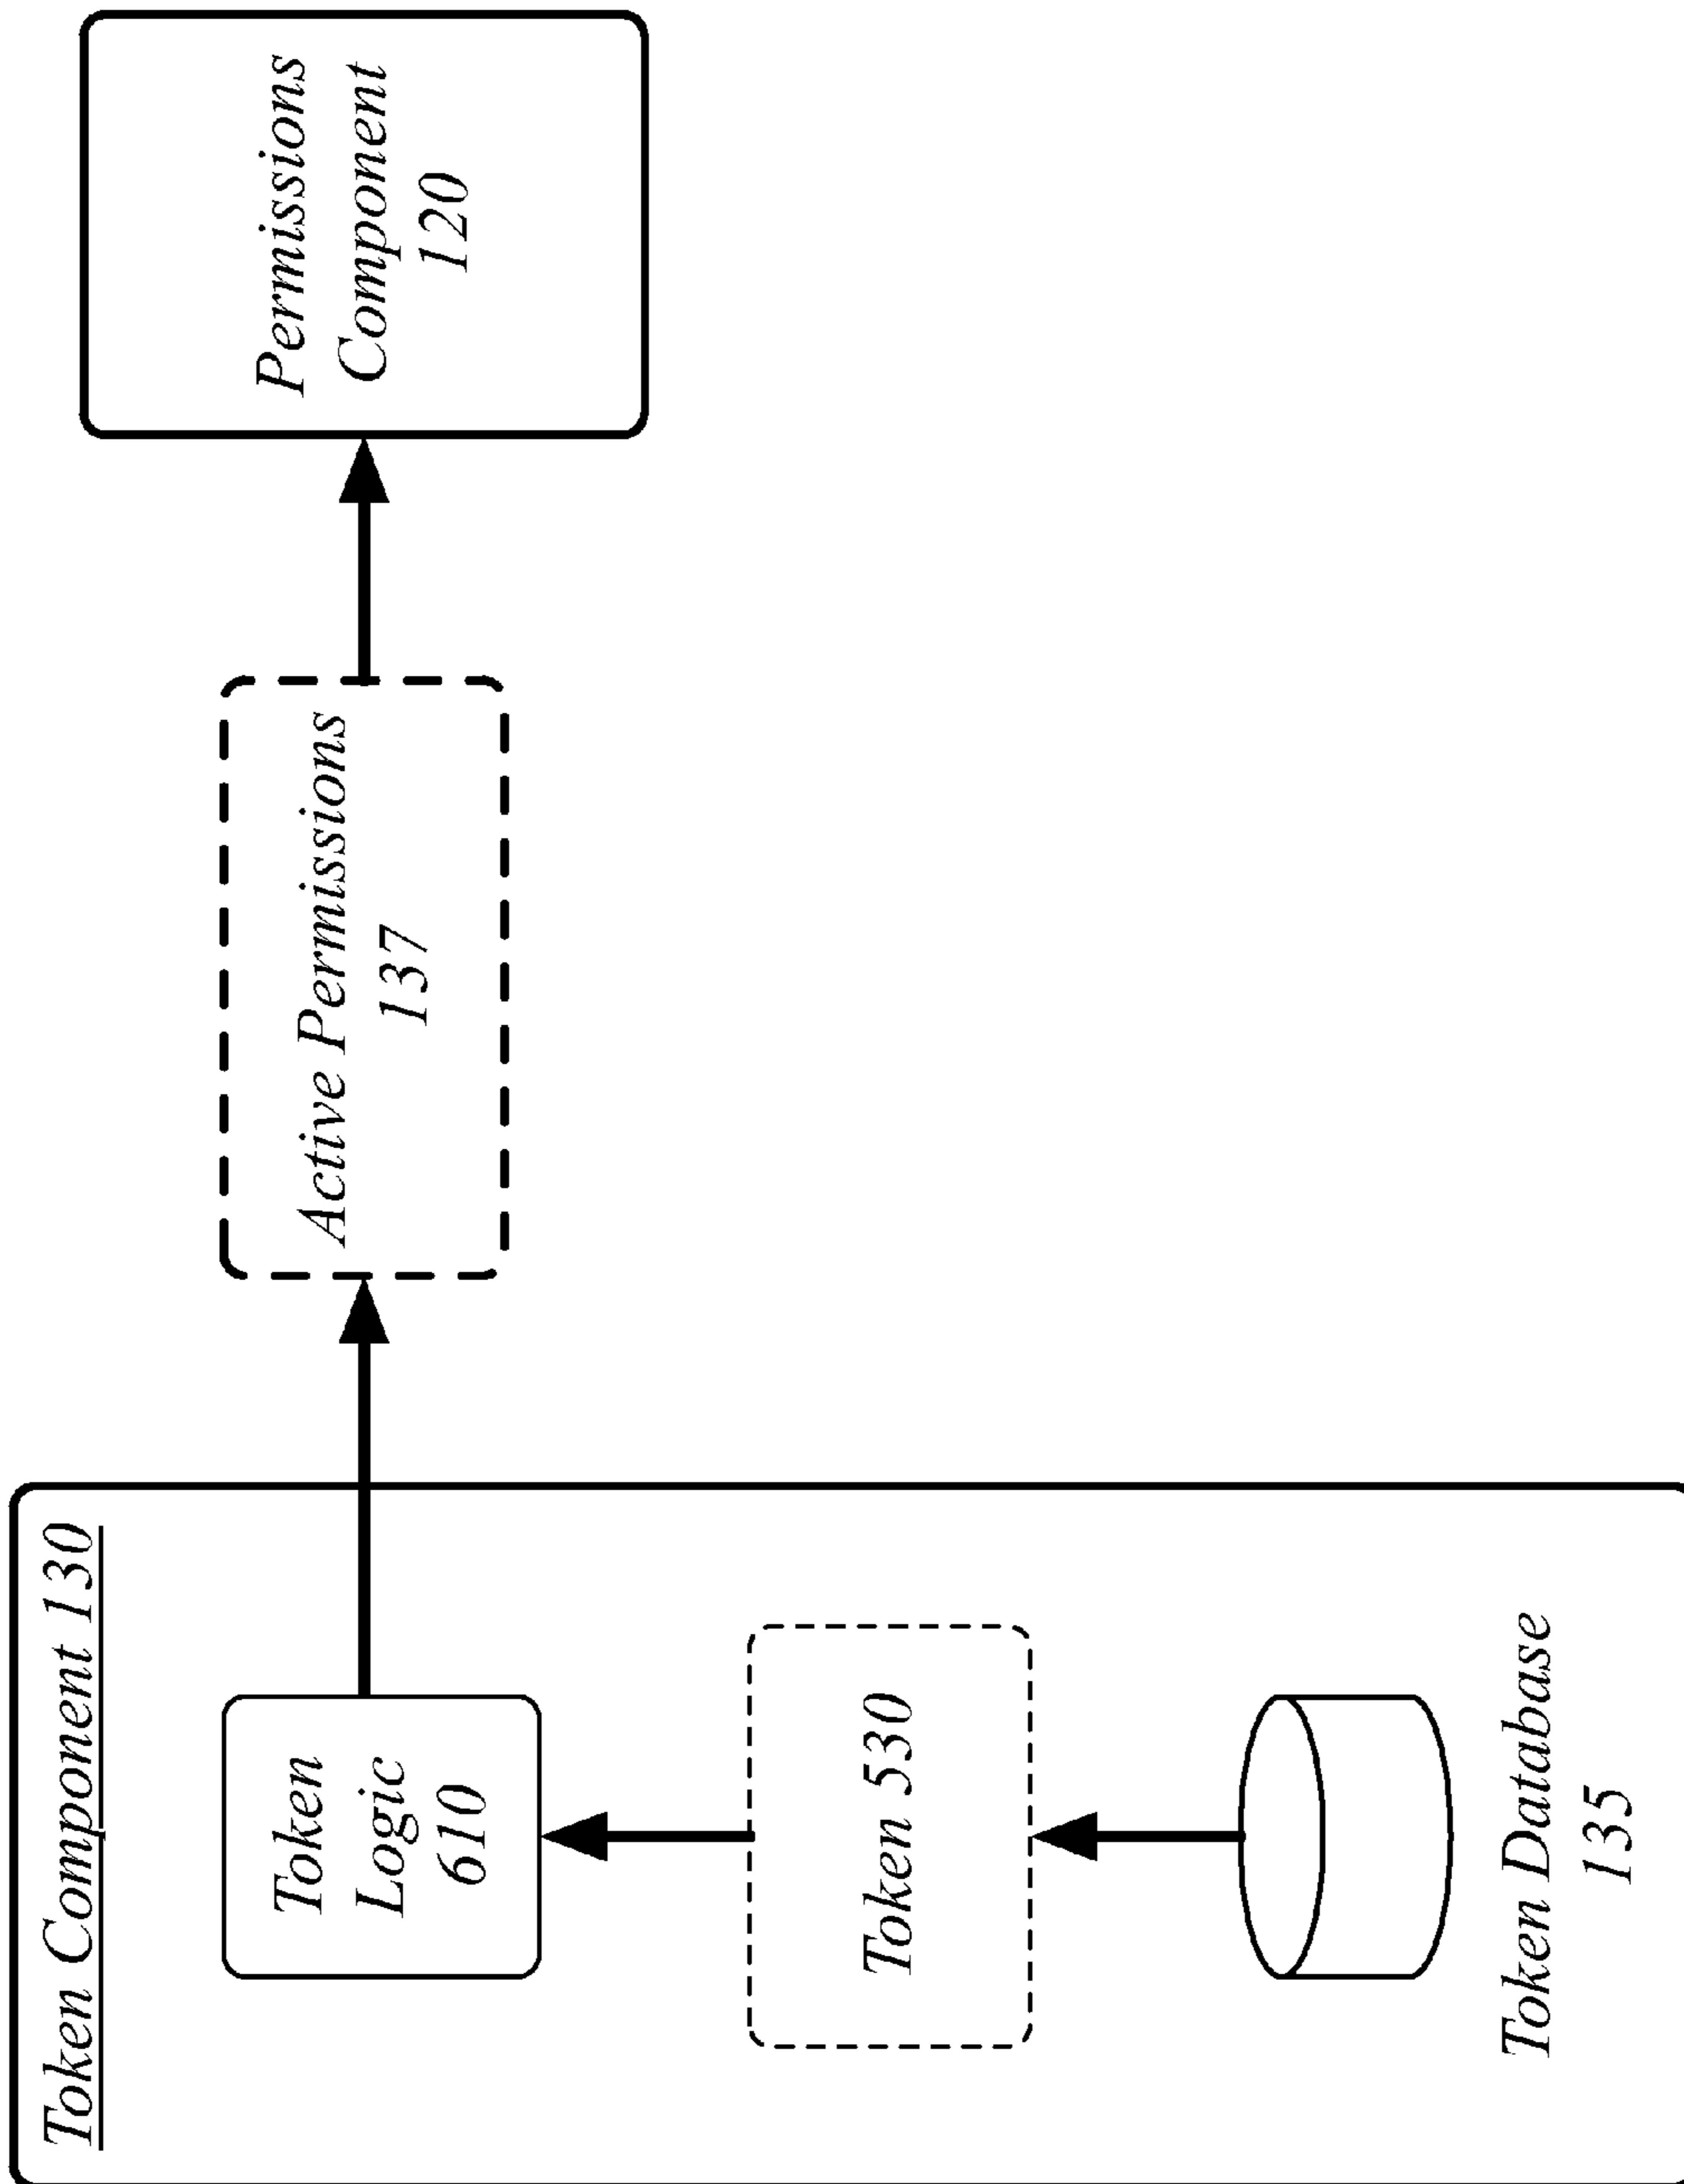 Token Component 130
Token
Logic
610
Token 530
Token Database
135
Active Permissions
137
Permissions
Component
120